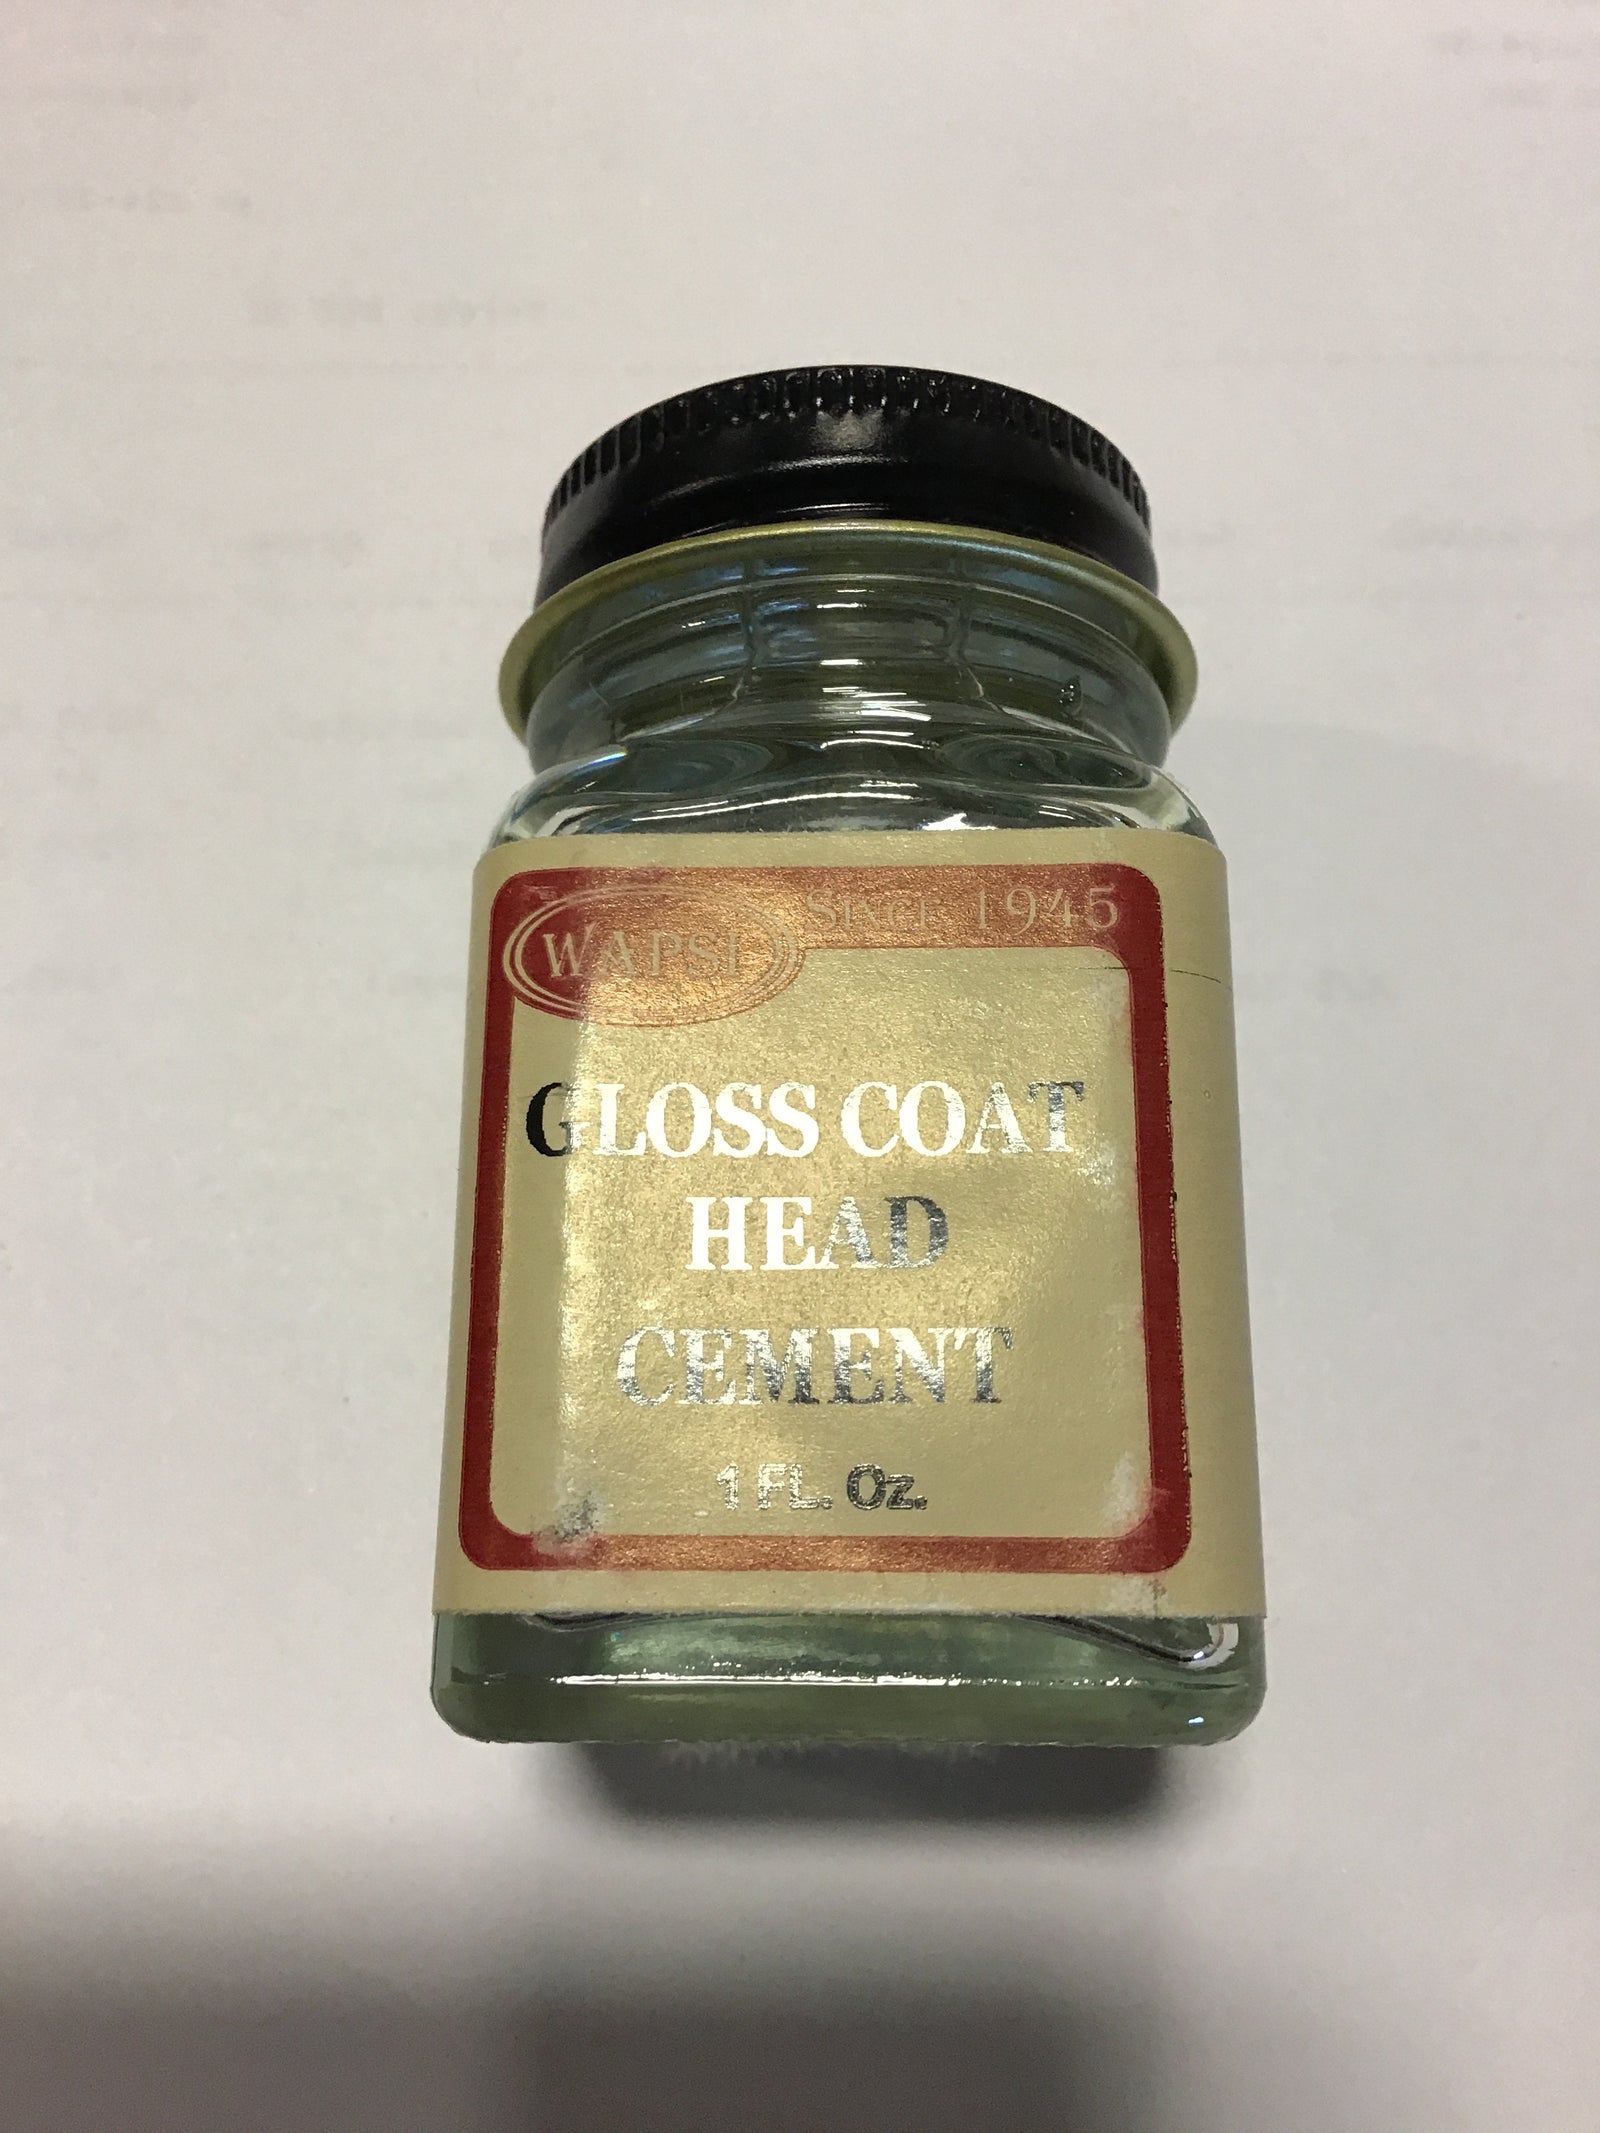 WAPSI SINCE 1945
GLOSS COAT
HEAD
CEMENT
1 FL. Oz.